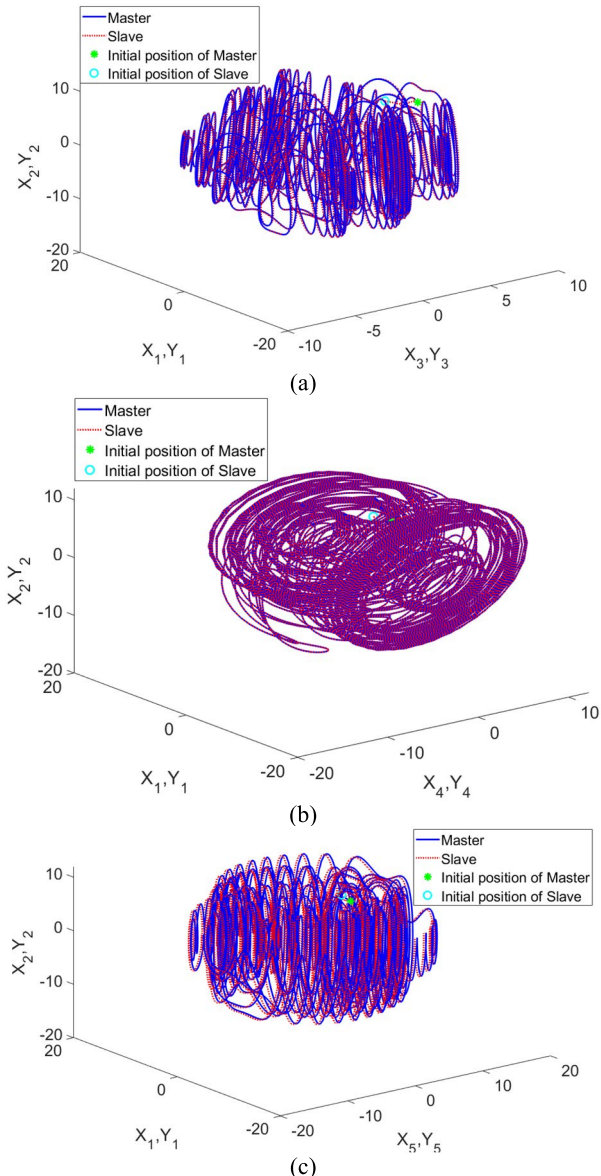 Master
Slave
Initial position of Master
Initial position of Slave
10
0
-10
-20
20
0
-20
-10
-5
0
5
10
X2,Y2
X1,Y1
X3,Y3
(a)
Master
Slave
Initial position of Master
Initial position of Slave
10
0
-10
-20
20
0
-20
-20
-10
0
10
X2,Y2
X1,Y1
X4,Y4
(b)
Master
Slave
Initial position of Master
Initial position of Slave
10
0
-10
-20
20
0
-20
-20
-10
0
10
20
X2,Y2
X1,Y1
X5,Y5
(c)